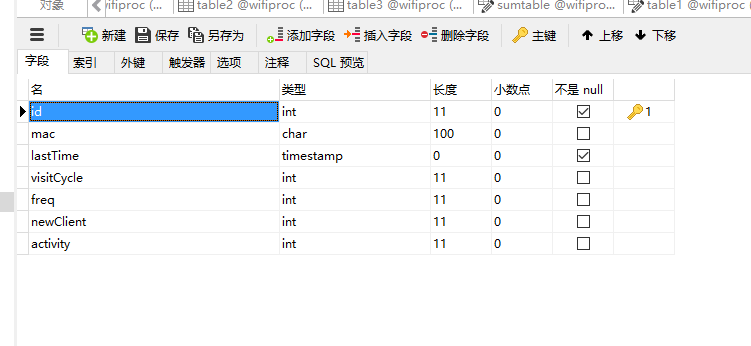 对象
wifiproc (...
table2 @wifiproc (...
table3 @wifiproc (...
sumtable @wifiproc (...
table1 @wifiproc (
新建 保存 另存为 添加字段 插入字段 删除字段 主键 上移 下移
字段 索引 外键 触发器 选项 注释 SQL 预览
名 类型 长度 小数点 不是 null
id int 11 0 1
mac char 100 0
lastTime timestamp 0 0
visitCycle int 11 0
freq int 11 0
newClient int 11 0
activity int 11 0